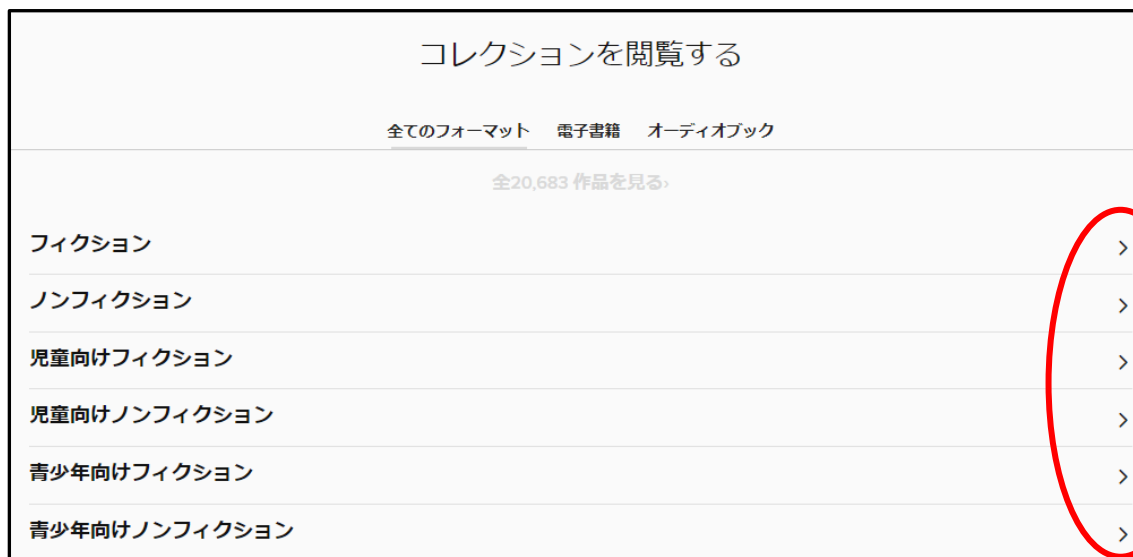 コレクションを閲覧する
全てのフォーマット 電子書籍 オーディオブック
全20,683 作品を見る›
フィクション
ノンフィクション
児童向けフィクション
児童向けノンフィクション
青少年向けフィクション
青少年向けノンフィクション